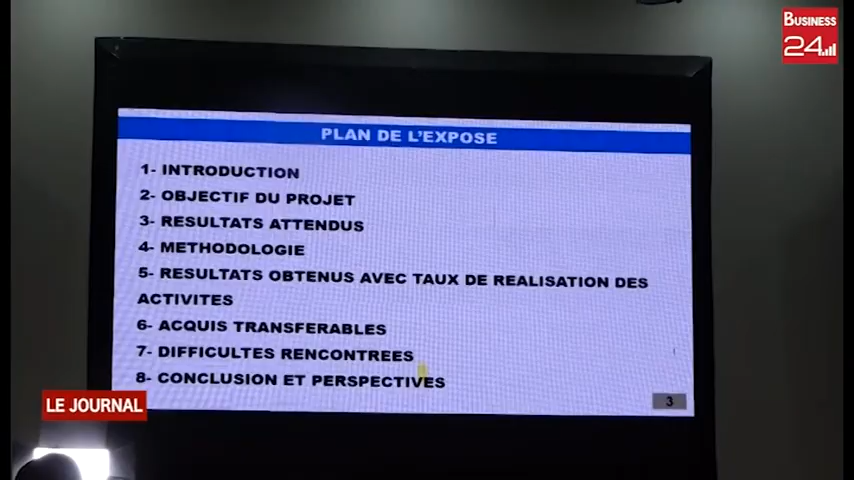 BUSINESS
24
PLAN DE L'EXPOSE
1- INTRODUCTION
2- OBJECTIF DU PROJET
3- RESULTATS ATTENDUS
4- METHODOLOGIE
5- RESULTATS OBTENUS AVEC TAUX DE REALISATION DES
ACTIVITES
6- ACQUIS TRANSFERABLES
7- DIFFICULTES RENCONTREES
8- CONCLUSION ET PERSPECTIVES
3
LE JOURNAL